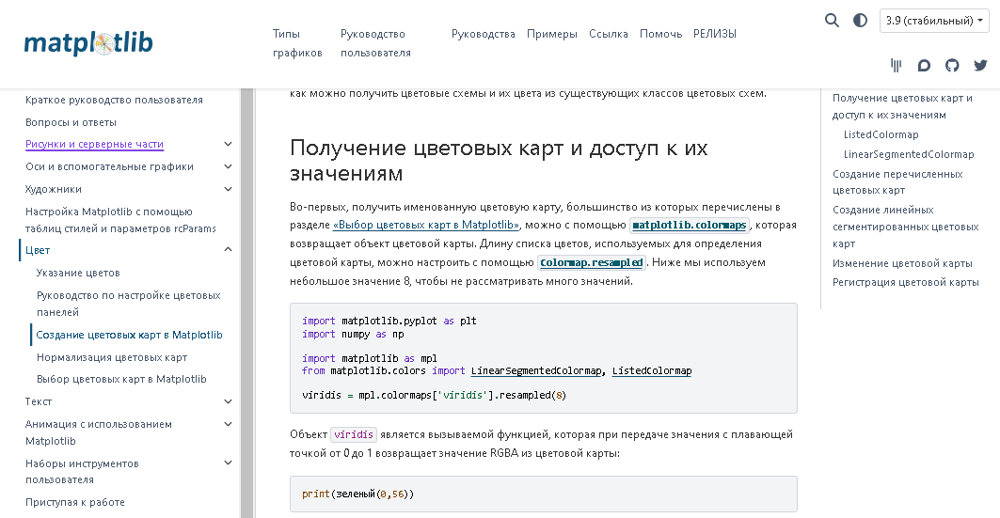 matplotlib
Типы
графиков
Руководство
пользователя
Руководства
Примеры
Ссылка
Помочь
РЕЛИЗЫ
3.9 (стабильный)
Краткое руководство пользователя
Вопросы и ответы
Рисунки и серверные части
Оси и вспомогательные графики
Художники
Настройка Matplotlib с помощью
таблиц стилей и параметров rcParams
Цвет
Указание цветов
Руководство по настройке цветовых
панелей
Создание цветовых карт в Matplotlib
Нормализация цветовых карт
Выбор цветовых карт в Matplotlib
Текст
Анимация с использованием
Matplotlib
Наборы инструментов
пользователя
Приступая к работе
как можно получить цветовые схемы и их цвета из существующих классов цветовых схем.
Получение цветовых карт и доступ к их
значениям
Во-первых, получить именованную цветовую карту, большинство из которых перечислены в
разделе «Выбор цветовых карт в Matplotlib», можно с помощью matplotlib.colormaps, которая
возвращает объект цветовой карты. Длину списка цветов, используемых для определения
цветовой карты, можно настроить с помощью Colormap.resampled. Ниже мы используем
небольшое значение 8, чтобы не рассматривать много значений.
import matplotlib.pyplot as plt
import numpy as np
import matplotlib as mpl
from matplotlib.colors import LinearSegmentedColormap, ListedColormap
viridis = mpl.colormaps['viridis'].resampled(8)
Объект viridis является вызываемой функцией, которая при передаче значения с плавающей
точкой от 0 до 1 возвращает значение RGBA из цветовой карты:
print(зеленый(0,56))
Получение цветовых карт и
доступ к их значениям
ListedColormap
LinearSegmentedColormap
Создание перечисленных
цветовых карт
Создание линейных
сегментированных цветовых
карт
Изменение цветовой карты
Регистрация цветовой карты